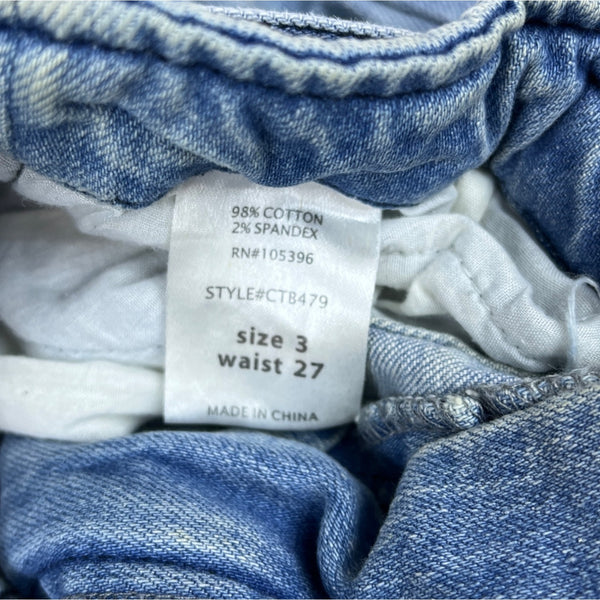 98% COTTON
2% SPANDEX
RN#105396
STYLE#CTB479
size 3
waist 27
MADE IN CHINA